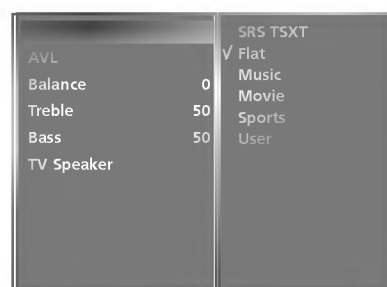 AVL
Balance 0
Treble 50
Bass 50
TV Speaker
SRS TSXT
√ Flat
Music
Movie
Sports
User